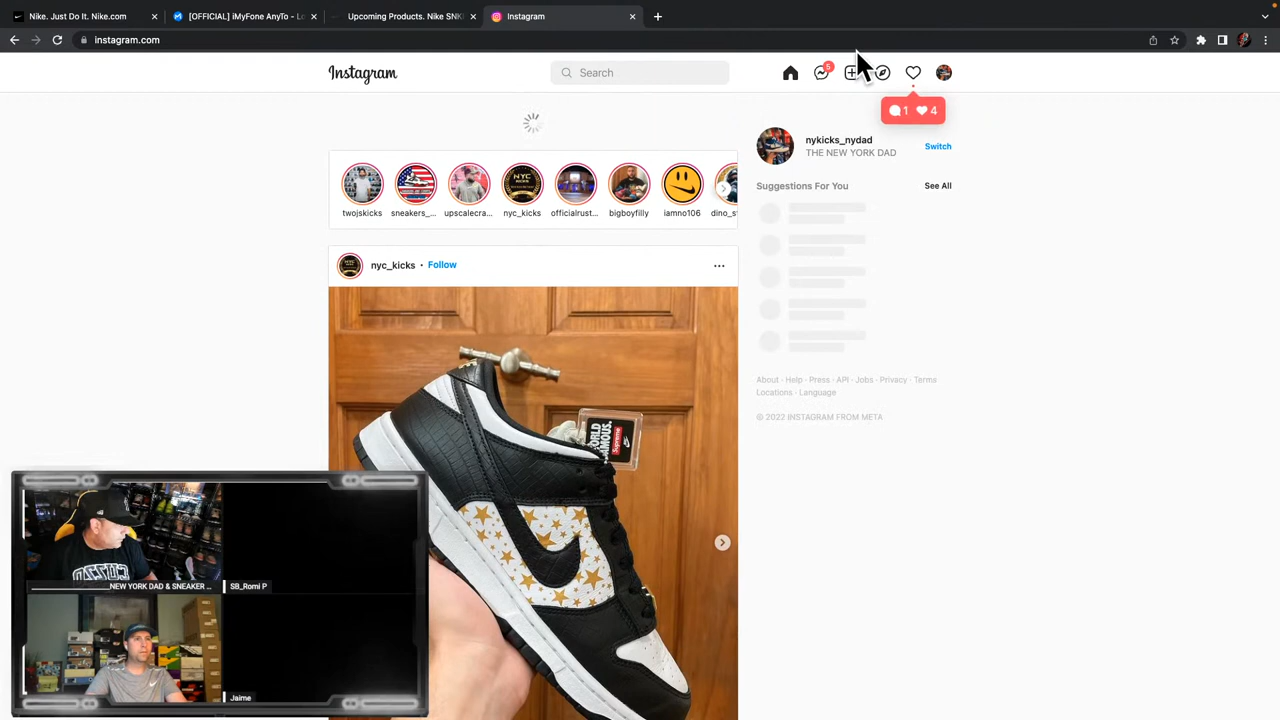 Nike. Just Do It. Nike.com
[OFFICIAL] iMyFone AnyTo - Lo
Upcoming Products. Nike SNK
Instagram
instagram.com
Instagram
Search
5
1 4
nykicks_nydad
THE NEW YORK DAD
Switch
Suggestions For You
See All
twojskicks
sneakers_...
upscalecra...
nyc_kicks
officialrust...
bigboyfilly
iamno106
dino_s
nyc_kicks • Follow
WORLD FAMOUS.
Supreme
About · Help · Press · API · Jobs · Privacy · Terms
Locations · Language
© 2022 INSTAGRAM FROM META
NEW YORK DAD & SNEAKER ...
SB_Romi P
Jaime